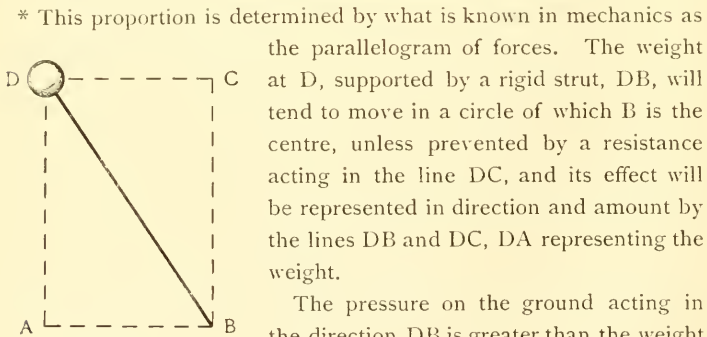 * This proportion is determined by what is known in mechanics as
the parallelogram of forces. The weight
D C at D, supported by a rigid strut, DB, will
tend to move in a circle of which B is the
centre, unless prevented by a resistance
acting in the line DC, and its effect will
be represented in direction and amount by
the lines DB and DC, DA representing the
weight.
The pressure on the ground acting in
A B the direction DB is greater than the weight